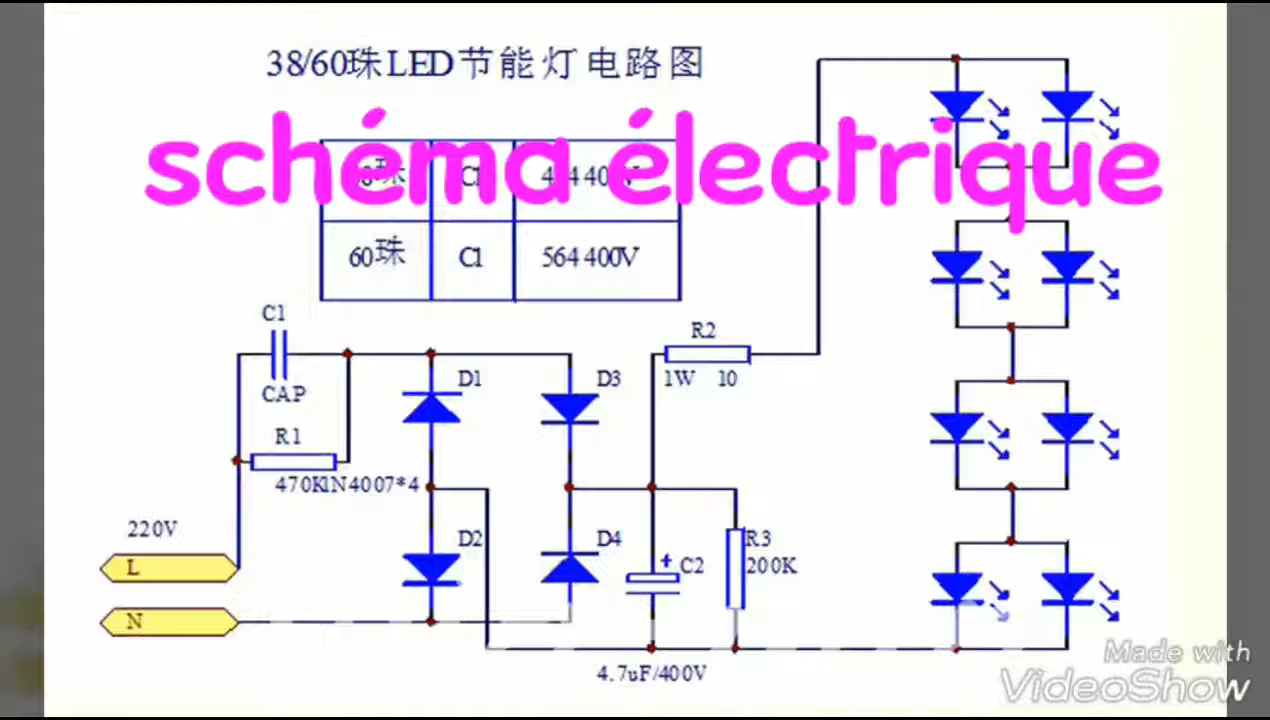 38/60珠LED节能灯电路图
schéma électrique
60珠 C1 564 400V
C1
CAP
R1
470K
1N4007*4
D1
D3
R2
1W 10
220V
L
N
D2
D4
C2
R3
200K
4.7uF/400V
Made with
VideoShow